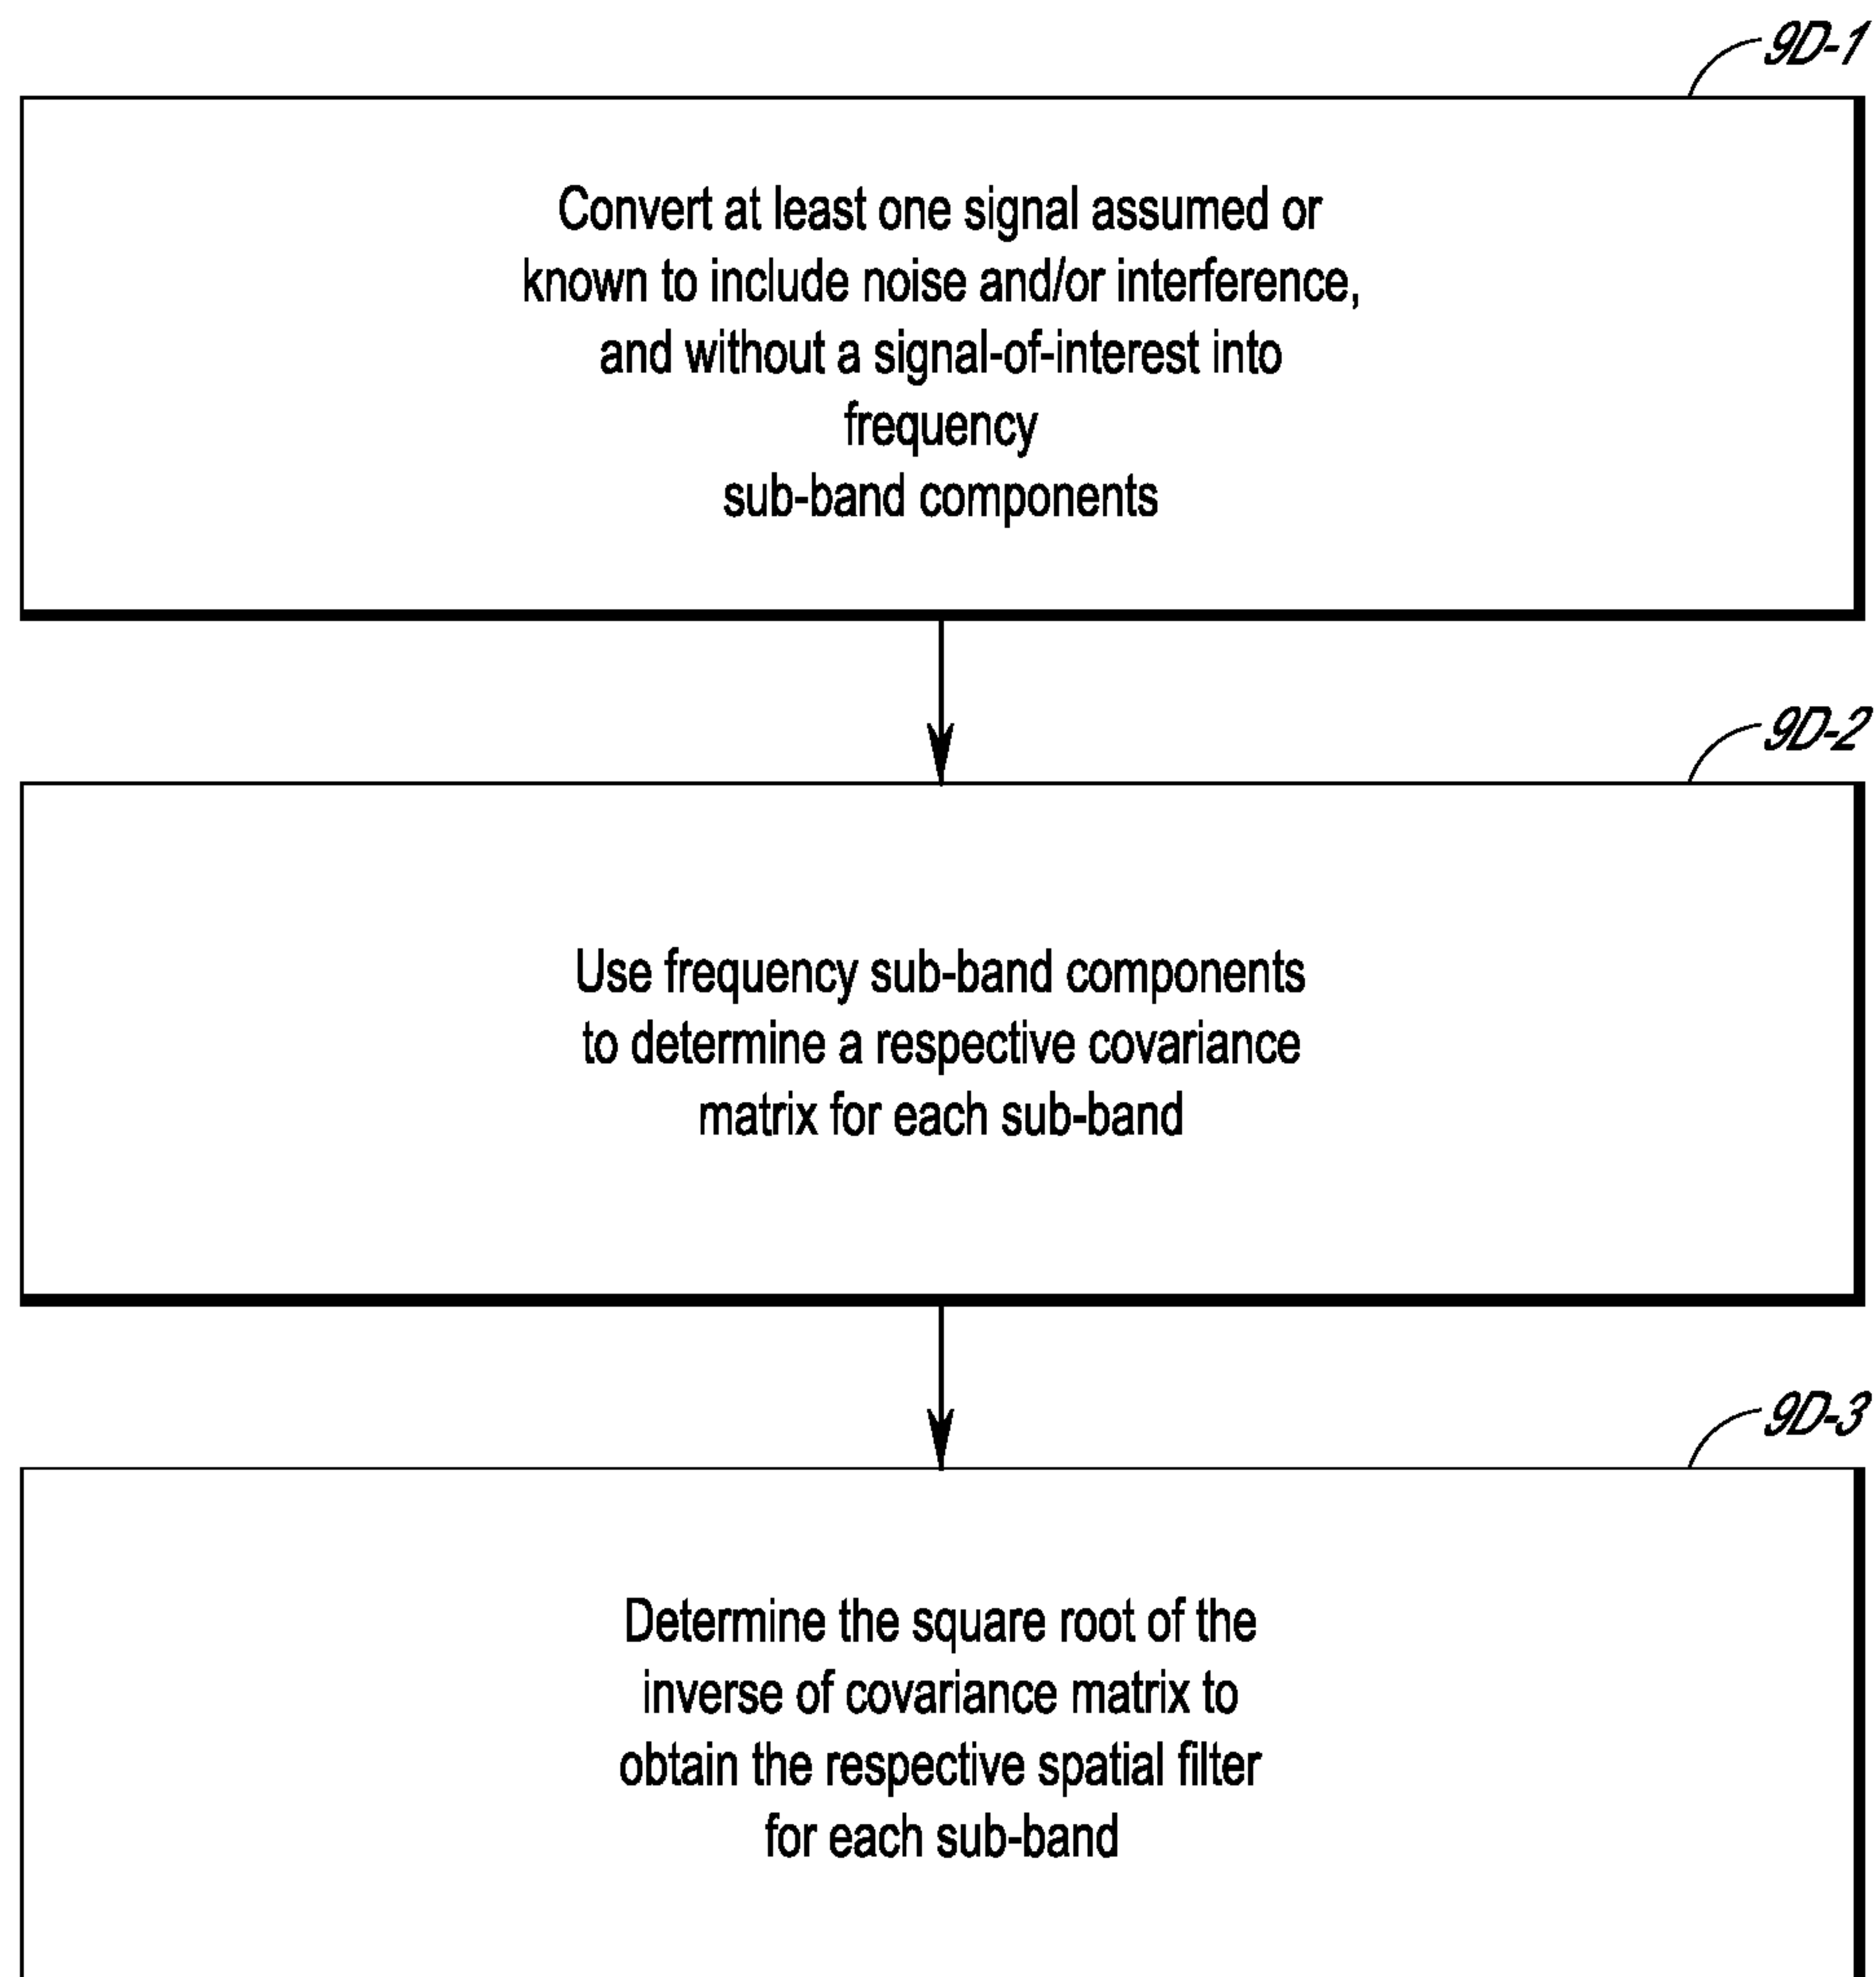 9D-1
Convert at least one signal assumed or
known to include noise and/or interference,
and without a signal-of-interest into
frequency
sub-band components
9D-2
Use frequency sub-band components
to determine a respective covariance
matrix for each sub-band
9D-3
Determine the square root of the
inverse of covariance matrix to
obtain the respective spatial filter
for each sub-band